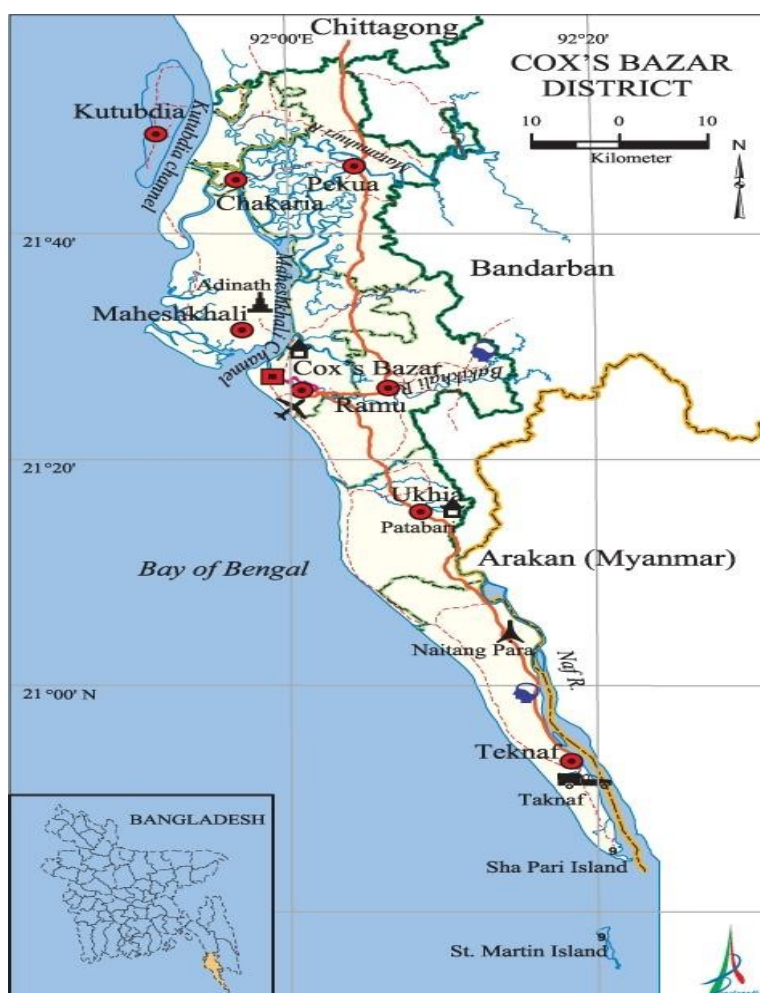 92°00'E
Chittagong
92°20'
COX'S BAZAR
DISTRICT
10 0 10
Kilometer
N
Kutubdia
Kutubdia channel
Matamuhuri R.
Pekua
Chakaria
21°40'
Bandarban
Maheshkhali Channel
Adinath
Maheshkhali
Cox's Bazar
Bakkhali R.
Ramu
21°20'
Ukhia
Patabari
Bay of Bengal
Arakan (Myanmar)
Naitang Para
Naf R.
21°00' N
Teknaf
Taknaf
BANGLADESH
Sha Pari Island
St. Martin Island